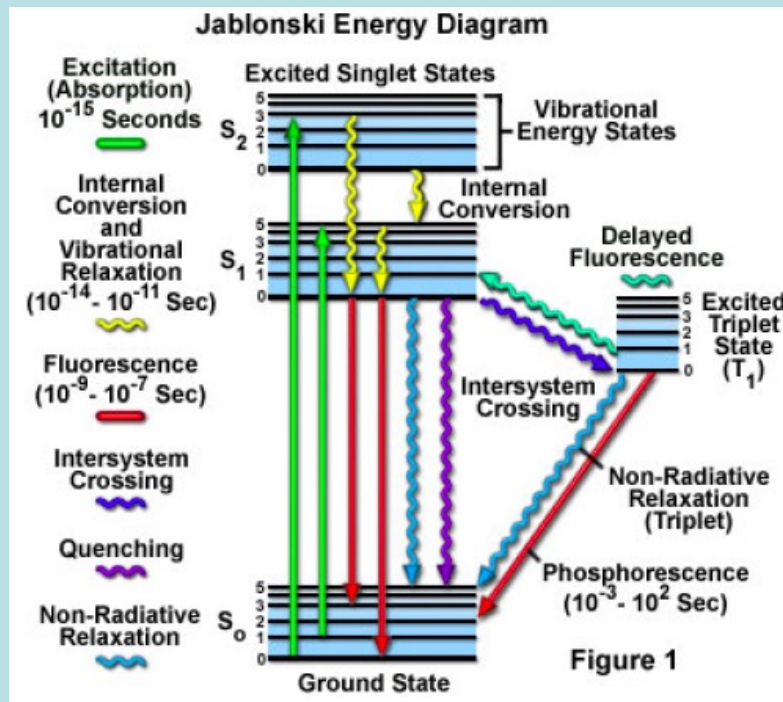 Jablonski Energy Diagram
Excitation
(Absorption)
10⁻¹⁵ Seconds
Internal
Conversion
and
Vibrational
Relaxation
(10⁻¹⁴- 10⁻¹¹ Sec)
Fluorescence
(10⁻⁹- 10⁻⁷ Sec)
Intersystem
Crossing
Quenching
Non-Radiative
Relaxation
Excited Singlet States
S₂
5
3
2
1
0
Vibrational
Energy States
Internal
Conversion
S₁
5
3
2
1
0
Delayed
Fluorescence
5
3
2
1
0
Excited
Triplet
State
(T₁)
Intersystem
Crossing
Non-Radiative
Relaxation
(Triplet)
Phosphorescence
(10⁻³- 10² Sec)
Sₒ
5
3
2
1
0
Ground State
Figure 1